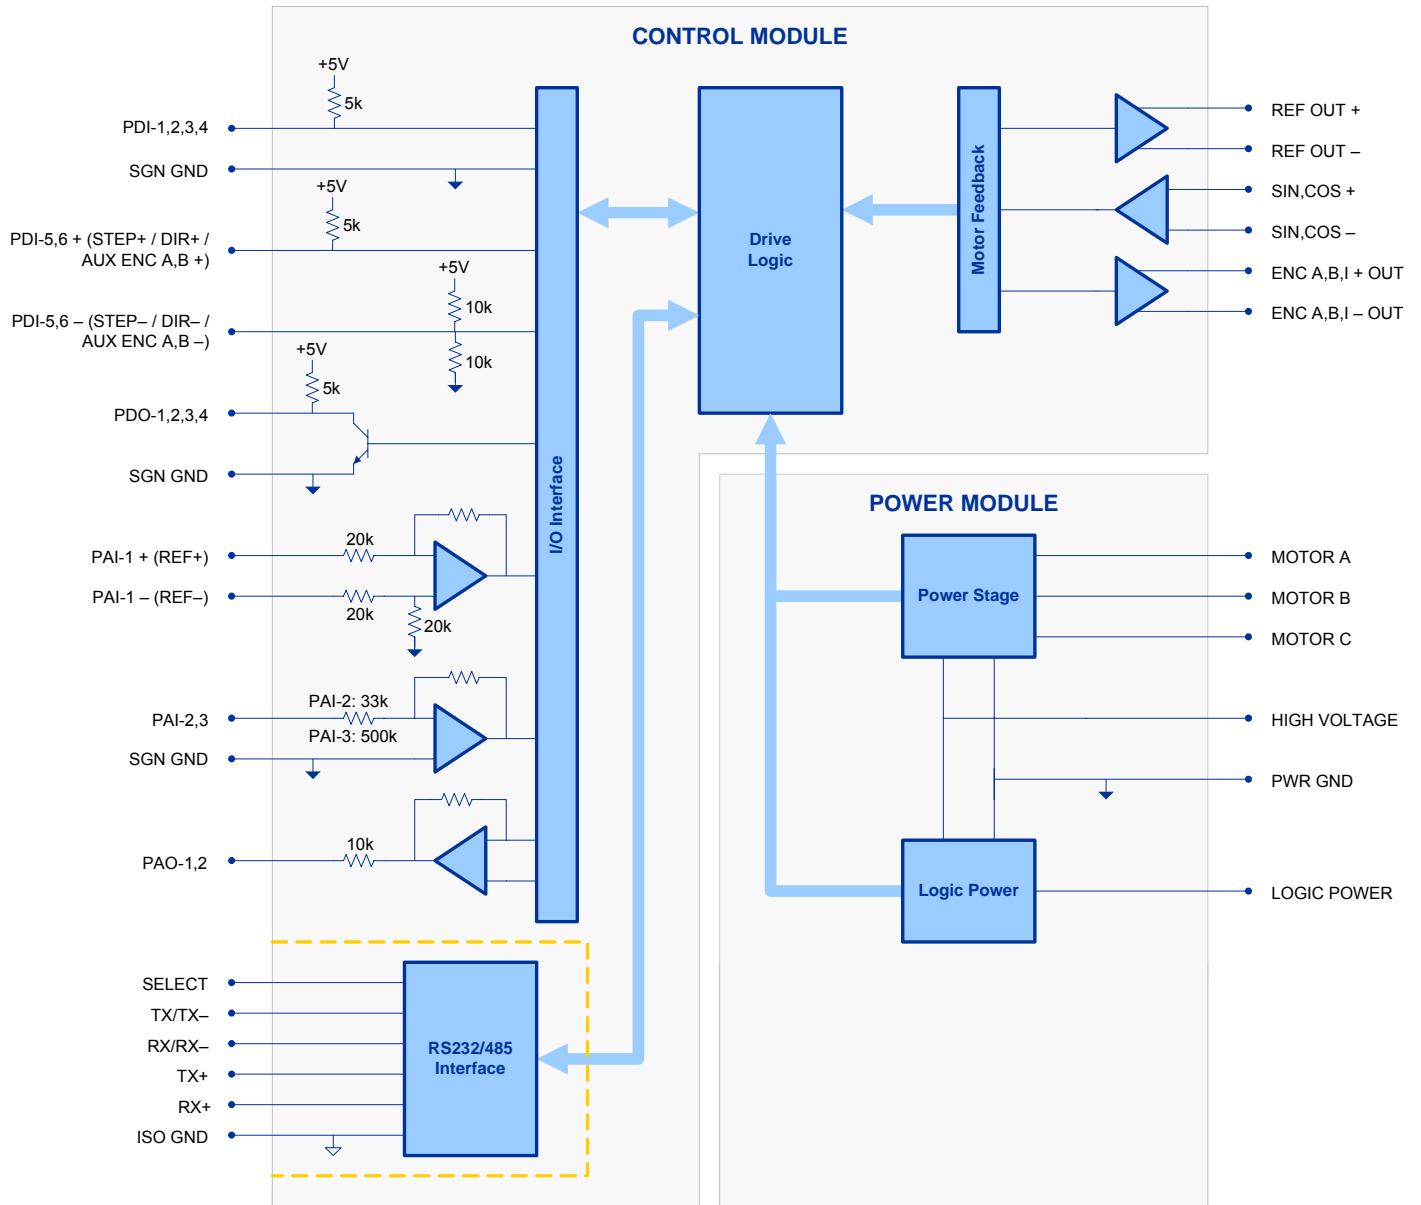 CONTROL MODULE
+5V
5k
PDI-1,2,3,4
SGN GND
+5V
5k
PDI-5,6 + (STEP+ / DIR+ /
AUX ENC A,B +)
+5V
10k
PDI-5,6 – (STEP– / DIR– /
AUX ENC A,B –)
10k
+5V
5k
PDO-1,2,3,4
SGN GND
20k
PAI-1 + (REF+)
PAI-1 – (REF–)
20k
20k
PAI-2: 33k
PAI-2,3
PAI-3: 500k
SGN GND
10k
PAO-1,2
I/O Interface
SELECT
TX/TX–
RX/RX–
TX+
RX+
ISO GND
RS232/485
Interface
Drive
Logic
Motor Feedback
REF OUT +
REF OUT –
SIN,COS +
SIN,COS –
ENC A,B,I + OUT
ENC A,B,I – OUT
POWER MODULE
Power Stage
MOTOR A
MOTOR B
MOTOR C
HIGH VOLTAGE
PWR GND
Logic Power
LOGIC POWER